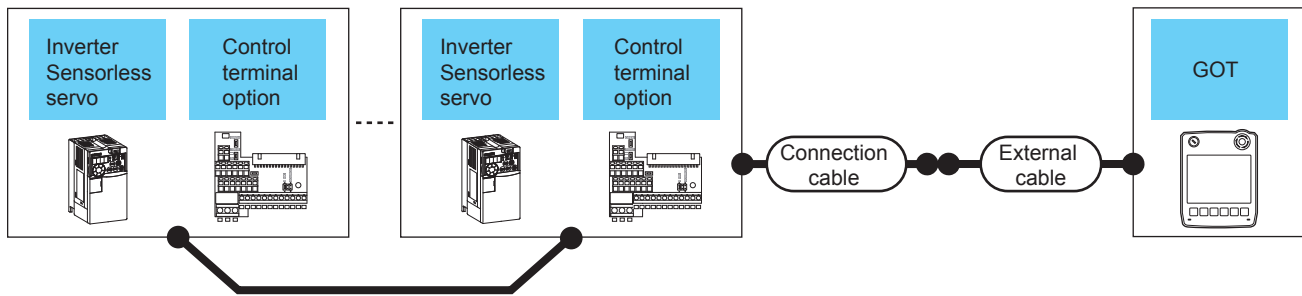 Inverter
Sensorless
servo
Control
terminal
option
Inverter
Sensorless
servo
Control
terminal
option
Connection
cable
External
cable
GOT